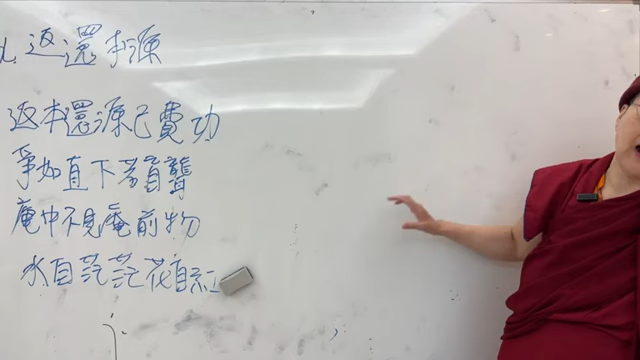 返還本源
返本還源已費功
爭如直下若盲聾
庵中不見庵前物
水自茫茫花自紅